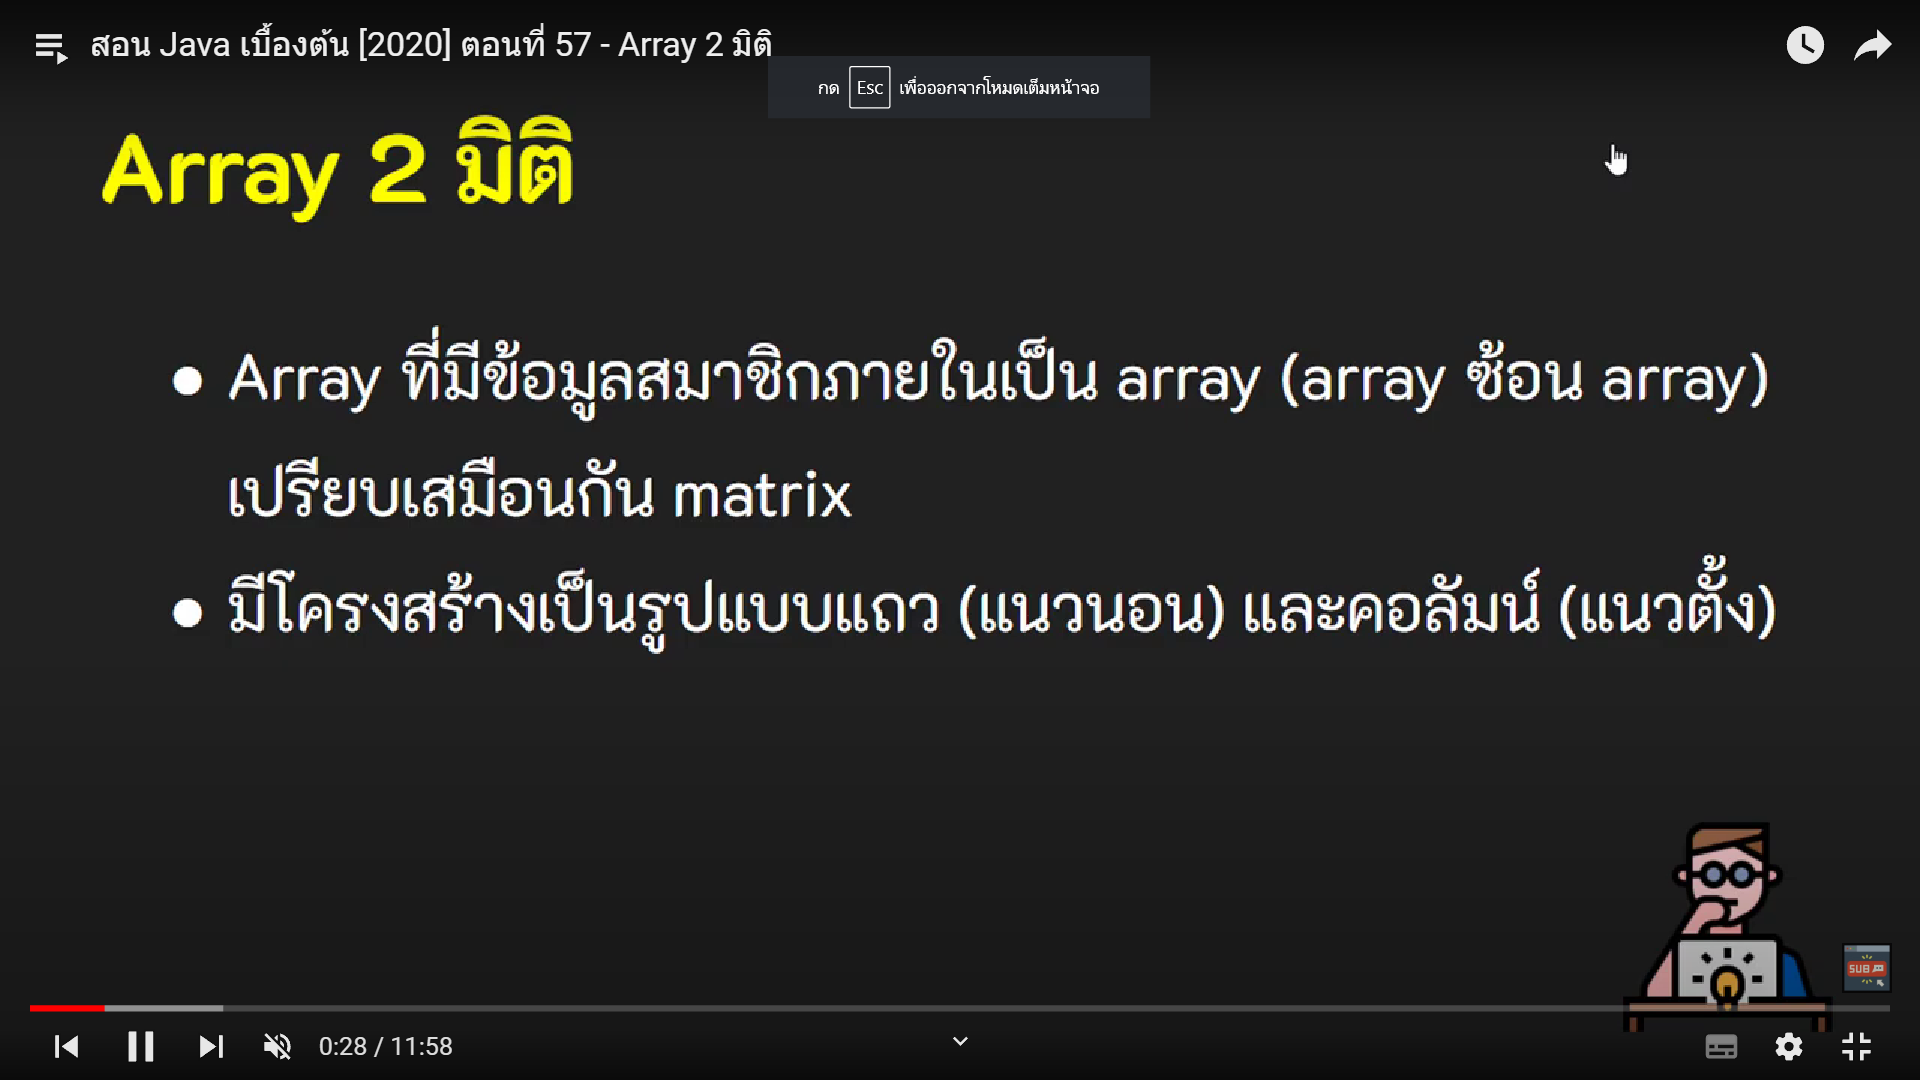 สอน Java เบื้องต้น [2020] ตอนที่ 57 - Array 2 มิติ
กด Esc เพื่อออกจากโหมดเต็มหน้าจอ
Array 2 มิติ
● Array ที่มีข้อมูลสมาชิกภายในเป็น array (array ซ้อน array)
เปรียบเสมือนกัน matrix
● มีโครงสร้างเป็นรูปแบบแถว (แนวนอน) และคอลัมน์ (แนวตั้ง)
SUB
0:28 / 11:58